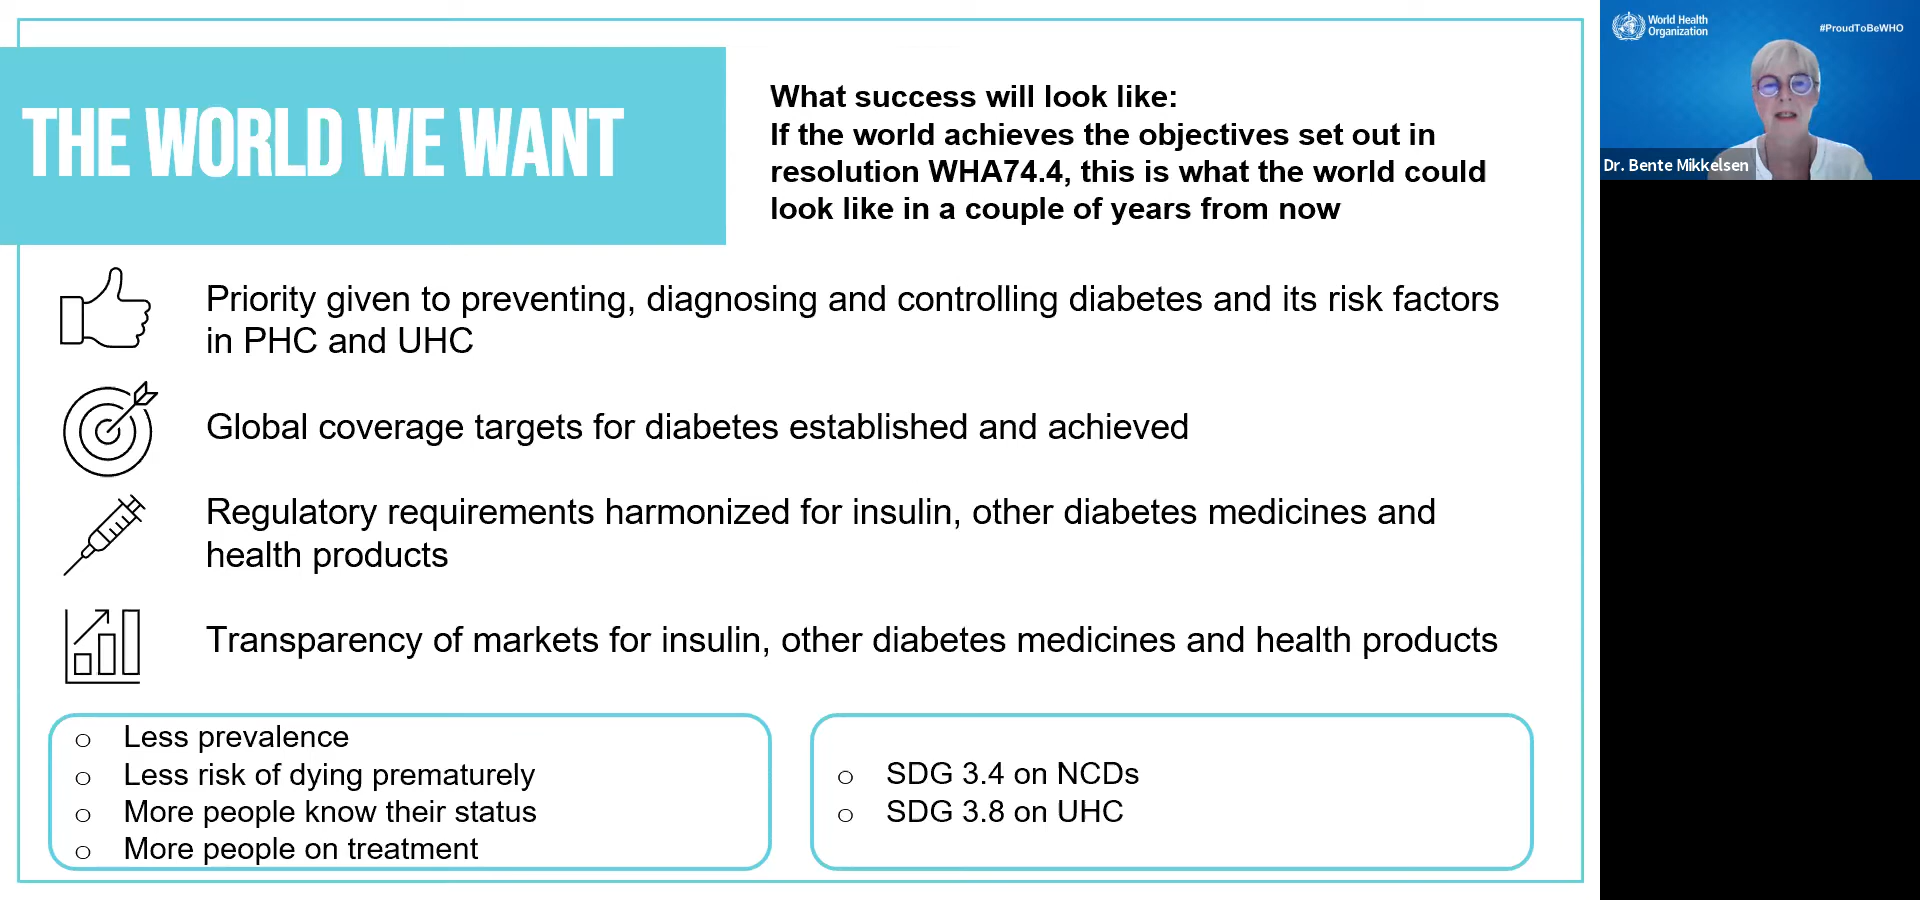 THE WORLD WE WANT
What success will look like:
If the world achieves the objectives set out in
resolution WHA74.4, this is what the world could
look like in a couple of years from now
Priority given to preventing, diagnosing and controlling diabetes and its risk factors
in PHC and UHC
Global coverage targets for diabetes established and achieved
Regulatory requirements harmonized for insulin, other diabetes medicines and
health products
Transparency of markets for insulin, other diabetes medicines and health products
o Less prevalence
o Less risk of dying prematurely
o More people know their status
o More people on treatment
o SDG 3.4 on NCDs
o SDG 3.8 on UHC
World Health
Organization
#ProudToBeWHO
Dr. Bente Mikkelsen